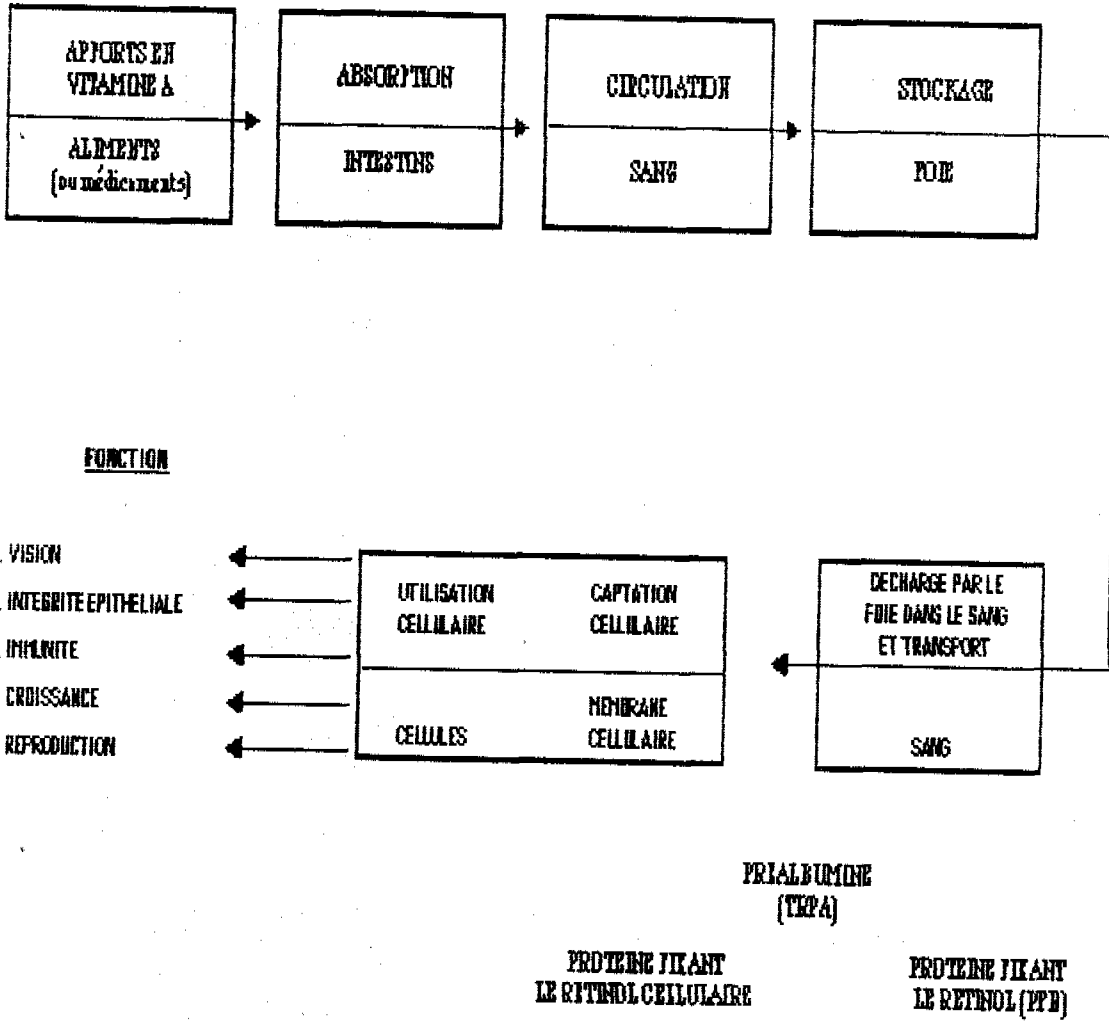 APPORTS EN
VITAMINE A
ALIMENTS
(ou médicaments)
ABSORPTION
INTESTINS
CIRCULATION
SANG
STOCKAGE
FOIE
FONCTION
VISION
INTEGRITE EPITHELIALE
IMMUNITE
CROISSANCE
REPRODUCTION
UTILISATION
CELLULAIRE
CAPTATION
CELLULAIRE
CELLULES
MEMBRANE
CELLULAIRE
DECHARGE PAR LE
FOIE DANS LE SANG
ET TRANSPORT
SANG
PREALBUMINE
(TRPA)
PROTEINE FIXANT
LE RETINOL CELLULAIRE
PROTEINE FIXANT
LE RETINOL